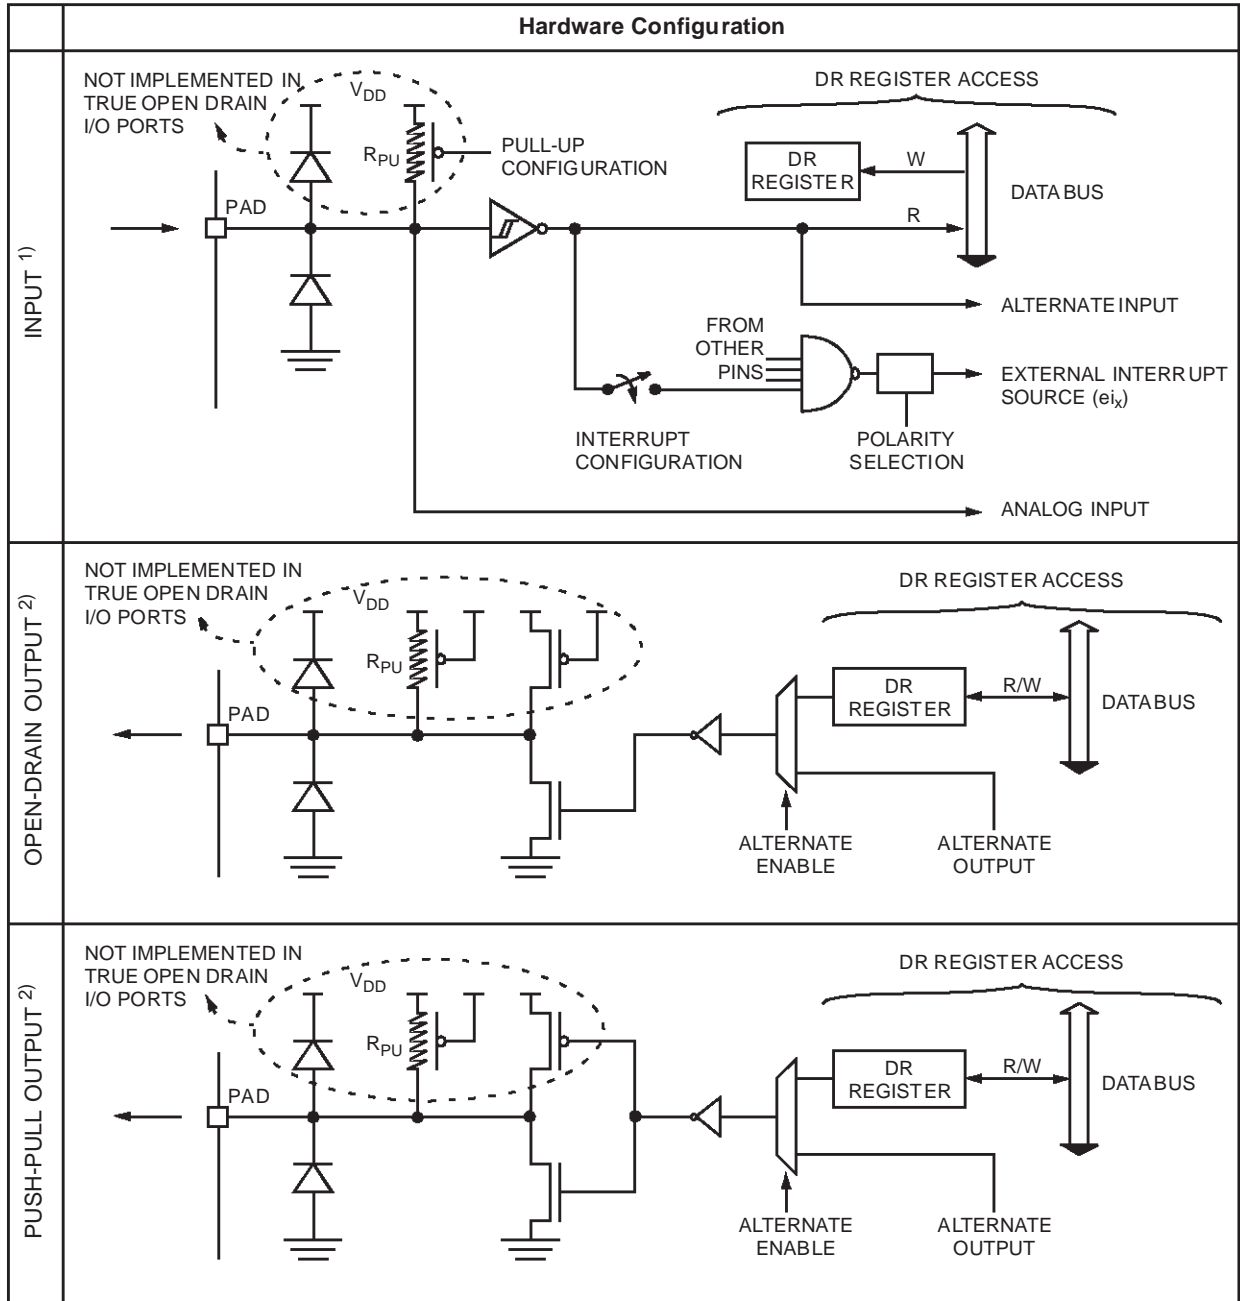 Hardware Configuration
INPUT 1)
NOT IMPLEMENTED IN
TRUE OPEN DRAIN
I/O PORTS
VDD
RPU
PULL-UP
CONFIGURATION
PAD
DR REGISTER ACCESS
DR
REGISTER
W
R
DATA BUS
ALTERNATE INPUT
FROM
OTHER
PINS
EXTERNAL INTERRUPT
SOURCE (eix)
INTERRUPT
CONFIGURATION
POLARITY
SELECTION
ANALOG INPUT
OPEN-DRAIN OUTPUT 2)
NOT IMPLEMENTED IN
TRUE OPEN DRAIN
I/O PORTS
VDD
RPU
PAD
DR REGISTER ACCESS
DR
REGISTER
R/W
DATA BUS
ALTERNATE
ENABLE
ALTERNATE
OUTPUT
PUSH-PULL OUTPUT 2)
NOT IMPLEMENTED IN
TRUE OPEN DRAIN
I/O PORTS
VDD
RPU
PAD
DR REGISTER ACCESS
DR
REGISTER
R/W
DATA BUS
ALTERNATE
ENABLE
ALTERNATE
OUTPUT